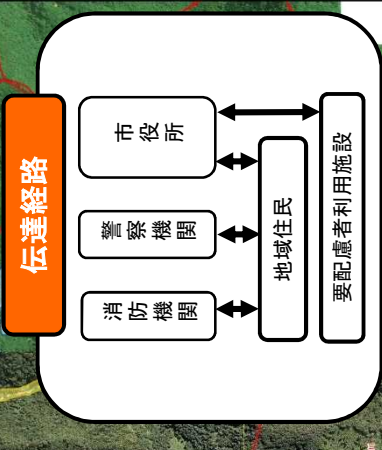 伝達経路
消防機関
警察機関
市役所
地域住民
要配慮者利用施設